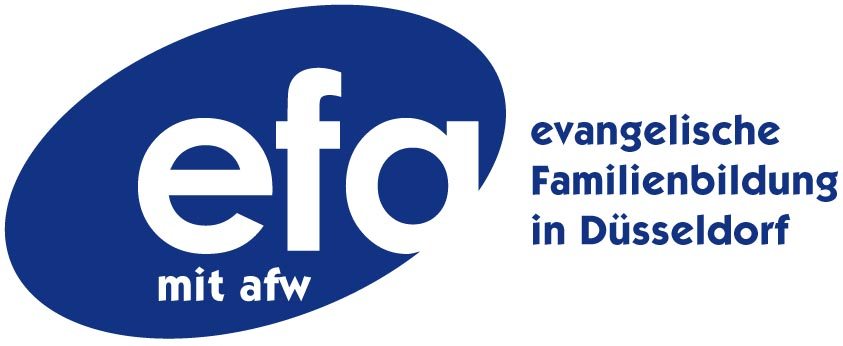 efa
mit afw
evangelische
Familienbildung
in Düsseldorf